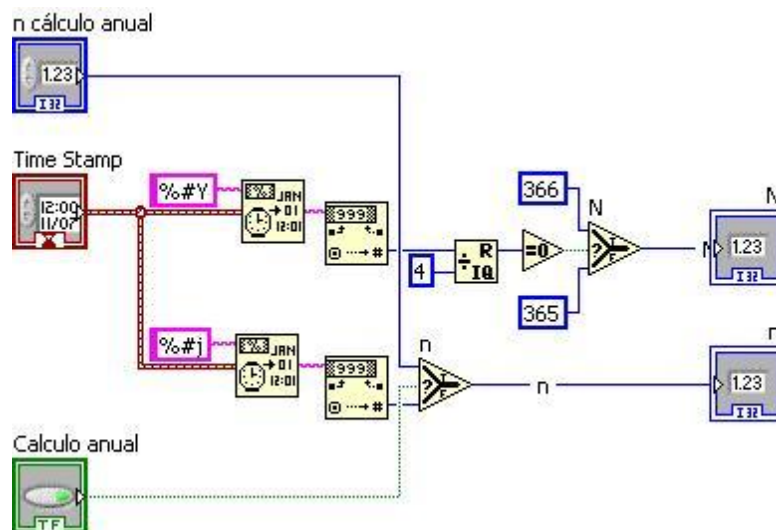 n cálculo anual
1.23
I32
Time Stamp
%#Y
JAN
01
12:01
12:00
11/07
999
366
N
N
4
R
IQ
=0
?
T
F
N
1.23
I32
365
%#j
JAN
01
12:01
999
n
n
?
T
F
n
1.23
I32
Calculo anual
TF